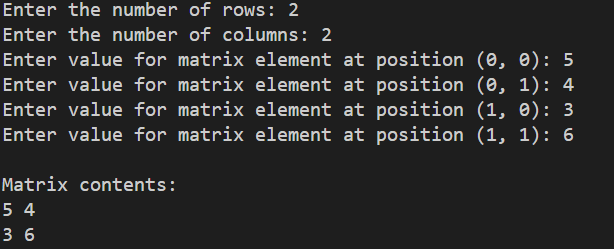 Enter the number of rows: 2
Enter the number of columns: 2
Enter value for matrix element at position (0, 0): 5
Enter value for matrix element at position (0, 1): 4
Enter value for matrix element at position (1, 0): 3
Enter value for matrix element at position (1, 1): 6

Matrix contents:
5 4
3 6